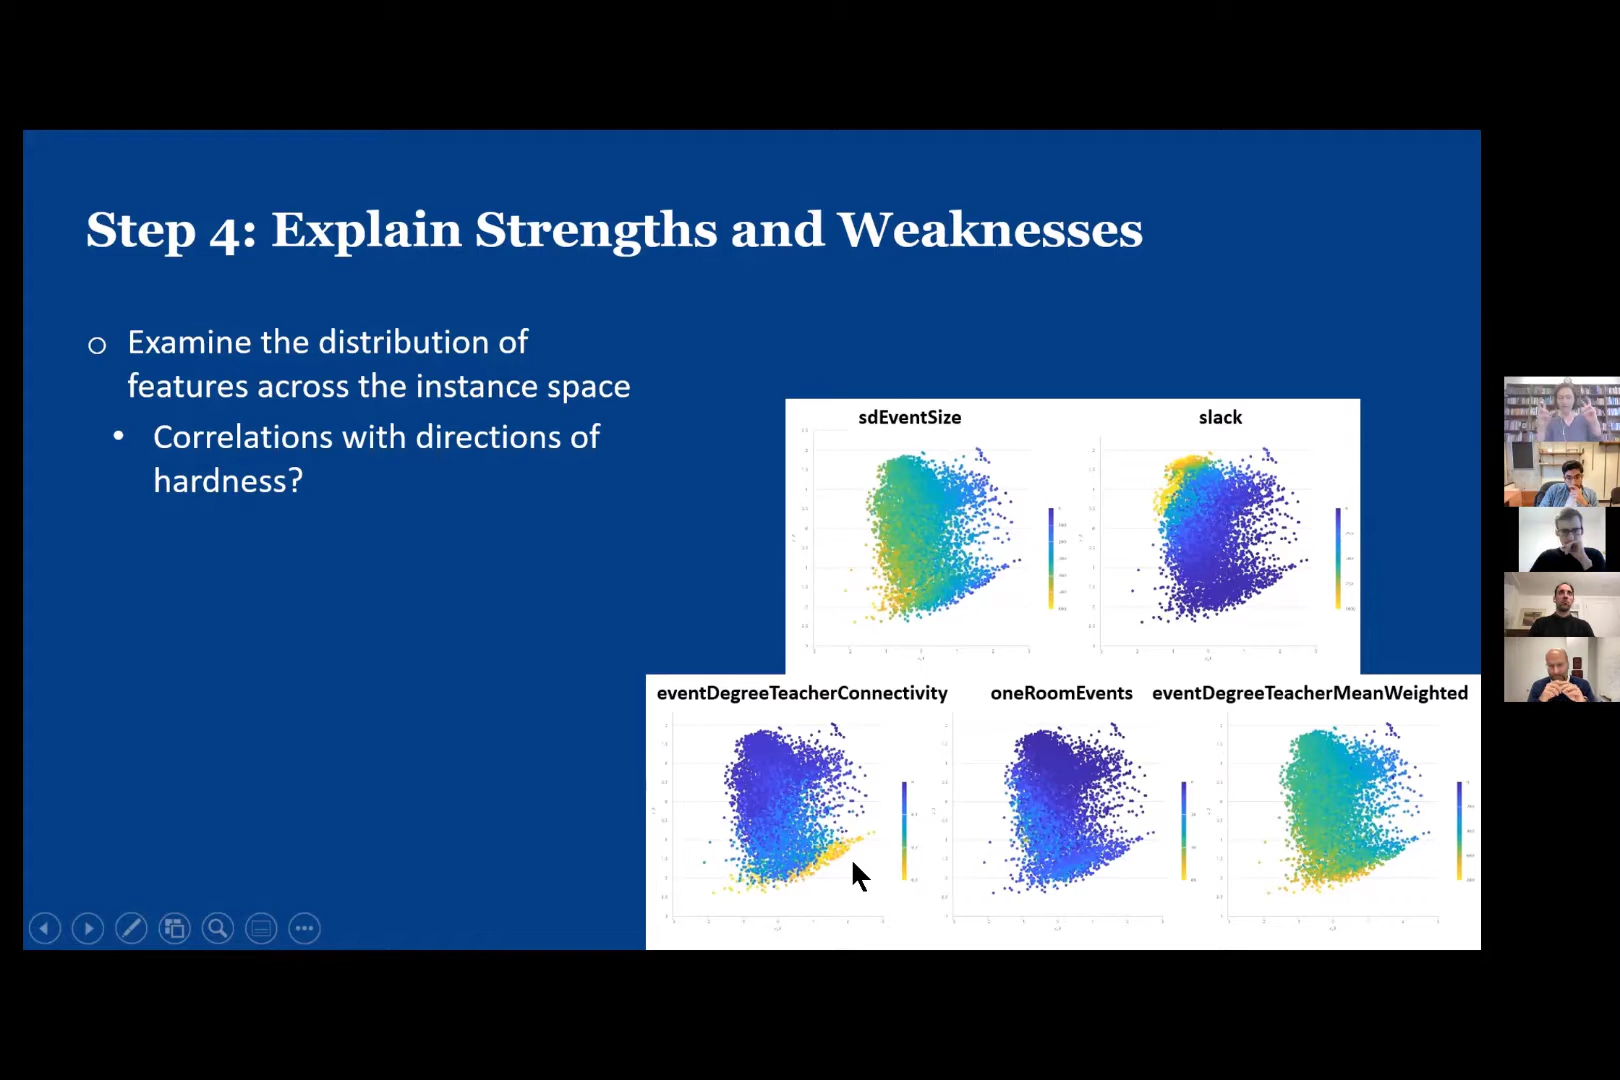 Step 4: Explain Strengths and Weaknesses
Examine the distribution of
features across the instance space
Correlations with directions of
hardness?
sdEventSize
slack
eventDegreeTeacherConnectivity
oneRoomEvents
eventDegreeTeacherMeanWeighted